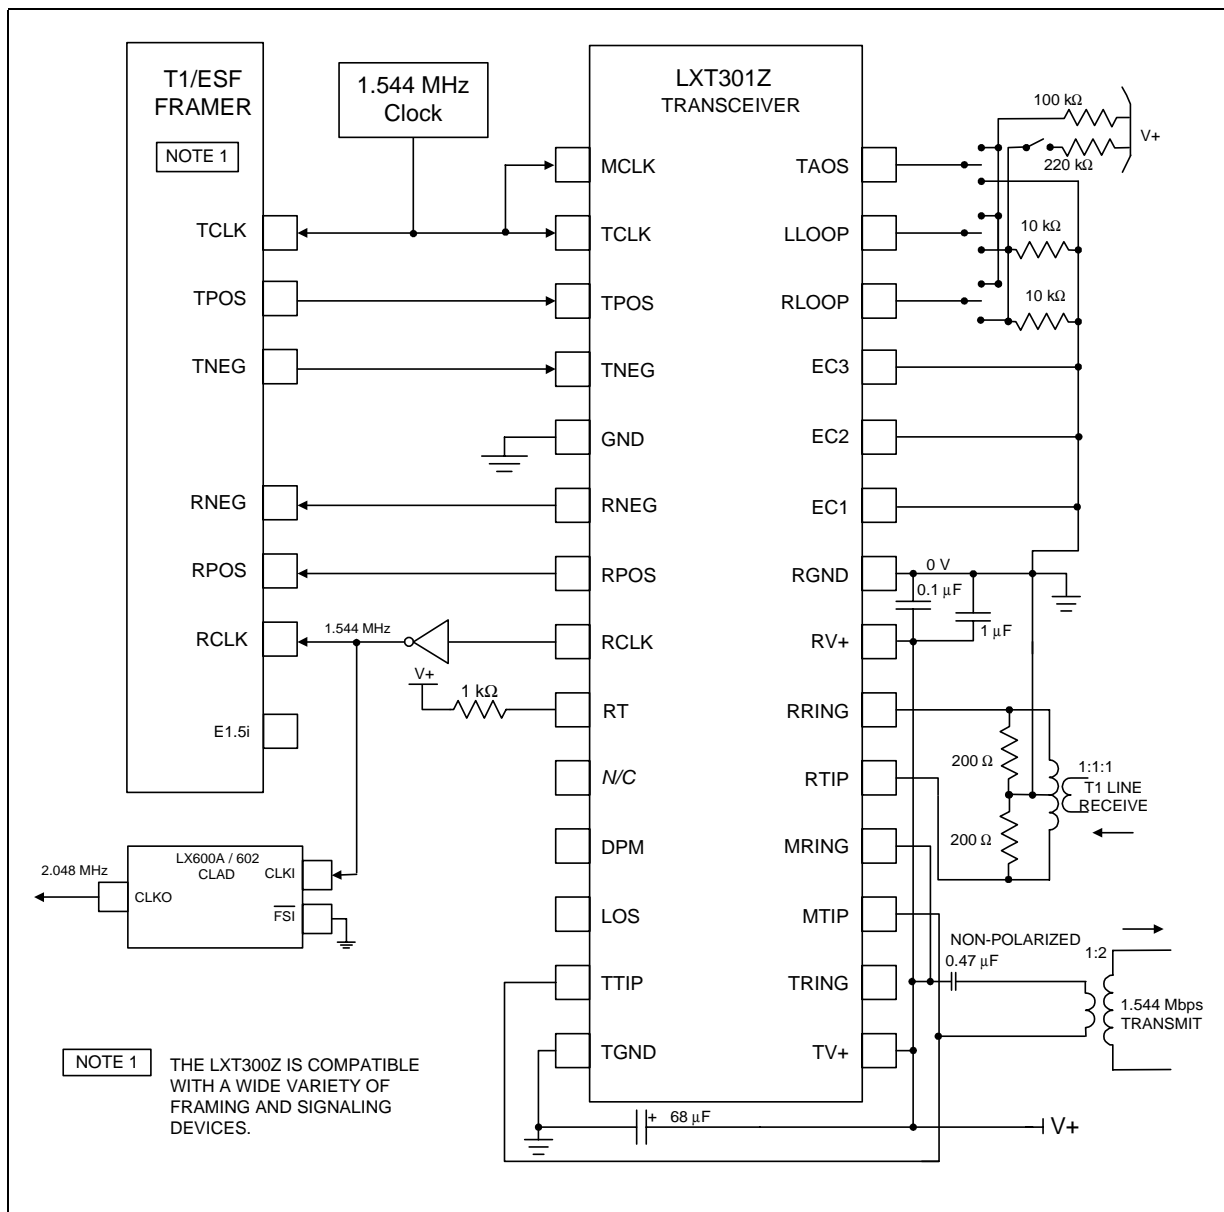 T1/ESF
FRAMER
NOTE 1
TCLK
TPOS
TNEG
RNEG
RPOS
RCLK
E1.5i
1.544 MHz
Clock
LXT301Z
TRANSCEIVER
MCLK
TCLK
TPOS
TNEG
GND
RNEG
RPOS
RCLK
RT
N/C
DPM
LOS
TTIP
TGND
TAOS
LLOOP
RLOOP
EC3
EC2
EC1
RGND
RV+
RRING
RTIP
MRING
MTIP
TRING
TV+
100 kΩ
V+
220 kΩ
10 kΩ
10 kΩ
0 V
0.1 µF
1 µF
1.544 MHz
V+
1 kΩ
200 Ω
200 Ω
1:1:1
T1 LINE
RECEIVE
LX600A / 602
CLAD
CLKI
FSI
CLKO
2.048 MHz
NON-POLARIZED
0.47 µF
1:2
1.544 Mbps
TRANSMIT
+ 68 µF
V+
NOTE 1
THE LXT300Z IS COMPATIBLE
WITH A WIDE VARIETY OF
FRAMING AND SIGNALING
DEVICES.